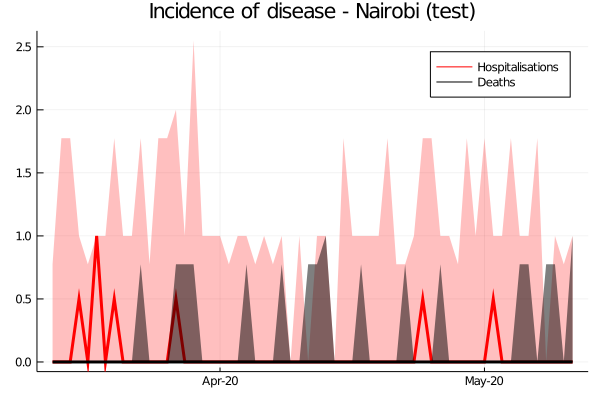 Incidence of disease - Nairobi (test)
2.5
Hospitalisations
Deaths
2.0
1.5
1.0
0.5
0.0
Apr-20
May-20